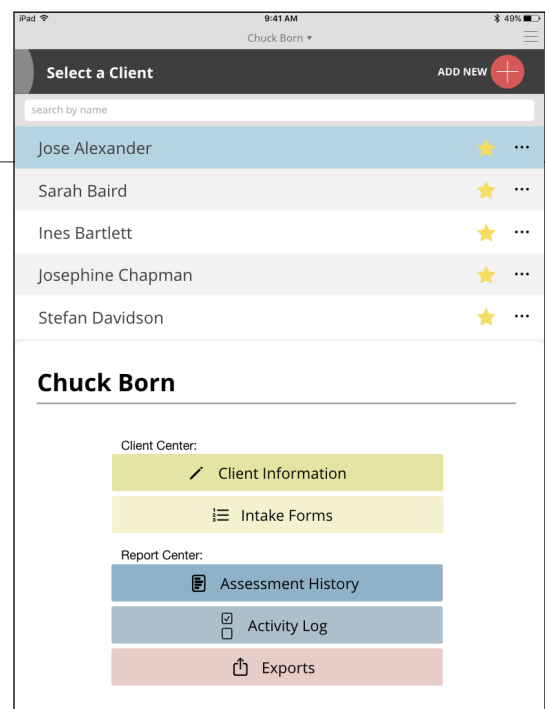 iPad 9:41 AM 49%
Chuck Born ▾
Select a Client ADD NEW
search by name
Jose Alexander
Sarah Baird
Ines Bartlett
Josephine Chapman
Stefan Davidson
Chuck Born
Client Center:
Client Information
Intake Forms
Report Center:
Assessment History
Activity Log
Exports